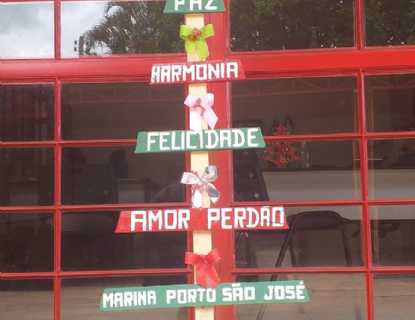 PAZ
HARMONIA
FELICIDADE
AMOR PERDÃO
MARINA PORTO SÃO JOSÉ